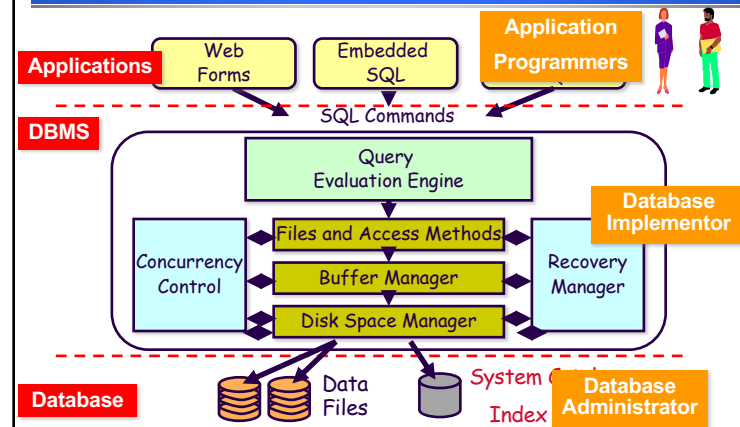 Application
Programmers
Web
Forms
Embedded
SQL
Applications
SQL Commands
DBMS
Query
Evaluation Engine
Database
Implementor
Files and Access Methods
Concurrency
Control
Buffer Manager
Recovery
Manager
Disk Space Manager
Data
Files
System
Index
Database
Administrator
Database